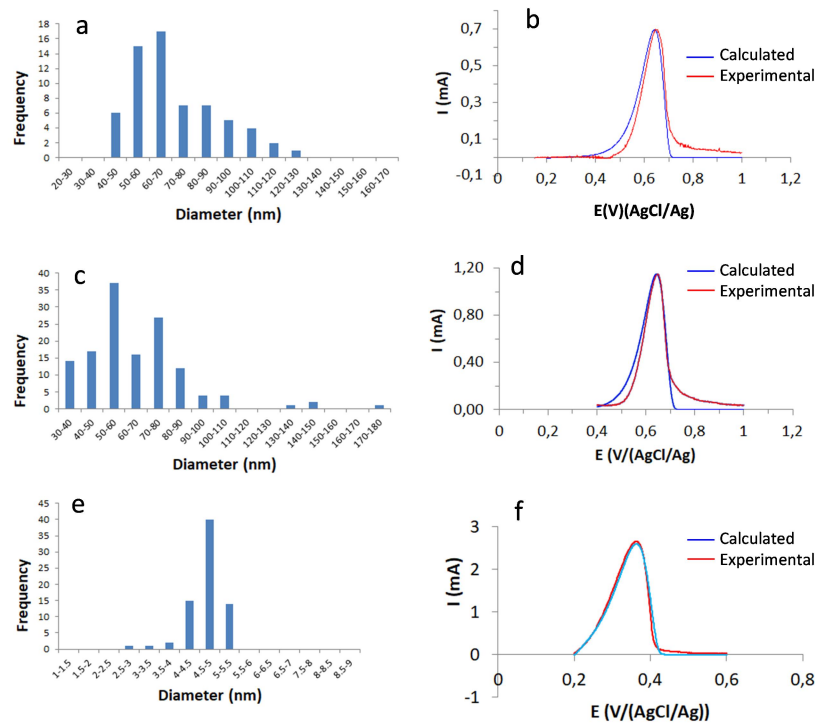 a
18
16
14
12
10
8
6
4
2
0
Frequency
20-30 30-40 40-50 50-60 60-70 70-80 80-90 90-100 100-110 110-120 120-130 130-140 140-150 150-160 160-170
Diameter (nm)
b
0,7
0,5
0,3
0,1
-0,1
I (mA)
0 0,2 0,4 0,6 0,8 1 1,2
E(V)(AgCl/Ag)
Calculated
Experimental
c
40
35
30
25
20
15
10
5
0
Frequency
30-40 40-50 50-60 60-70 70-80 80-90 90-100 100-110 110-120 120-130 130-140 140-150 150-160 160-170 170-180
Diameter (nm)
d
1,20
0,80
0,40
0,00
I (mA)
0 0,2 0,4 0,6 0,8 1 1,2
E (V/(AgCl/Ag)
Calculated
Experimental
e
45
40
35
30
25
20
15
10
5
0
Frequency
1-1.5 1.5-2 2-2.5 2.5-3 3-3.5 3.5-4 4-4.5 4.5-5 5-5.5 5.5-6 6-6.5 6.5-7 7.5-8 8-8.5 8.5-9
Diameter (nm)
f
3
2
1
0
-1
I (mA)
0 0,2 0,4 0,6 0,8
E (V/(AgCl/Ag))
Calculated
Experimental